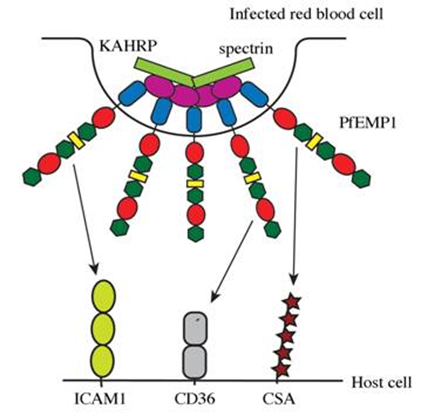 Infected red blood cell
KAHRP
spectrin
PfEMP1
Host cell
ICAM1
CD36
CSA